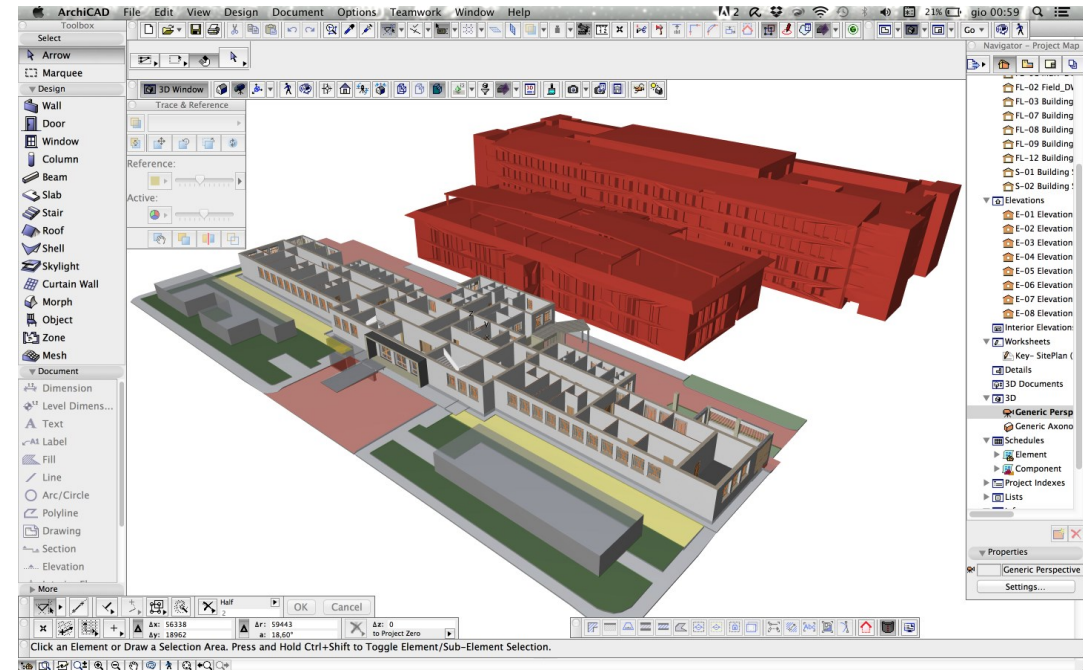 ArchiCAD File Edit View Design Document Options Teamwork Window Help 2 21% gio 00:59
Toolbox
Select
Arrow
Marquee
Design
Wall
Door
Window
Column
Beam
Slab
Stair
Roof
Shell
Skylight
Curtain Wall
Morph
Object
Zone
Mesh
Document
Dimension
Level Dimens...
Text
Label
Fill
Line
Arc/Circle
Polyline
Drawing
Section
Elevation
More
Go
3D Window
Trace & Reference
Reference:
Active:
Navigator - Project Map
FL-02 Field_
FL-03 Building
FL-07 Building
FL-08 Building
FL-09 Building
FL-12 Building
S-01 Building
S-02 Building
Elevations
E-01 Elevation
E-02 Elevation
E-03 Elevation
E-04 Elevation
E-05 Elevation
E-06 Elevation
E-07 Elevation
E-08 Elevation
Interior Elevation
Worksheets
Key- SitePlan (
Details
3D Documents
3D
Generic Persp
Generic Axono
Schedules
Element
Component
Project Indexes
Lists
Properties
Generic Perspective
Settings...
Half
2
OK Cancel
Δx: 56338
Δy: 18962
Δr: 59443
a: 18,60°
Δz: 0
to Project Zero
Click an Element or Draw a Selection Area. Press and Hold Ctrl+Shift to Toggle Element/Sub-Element Selection.